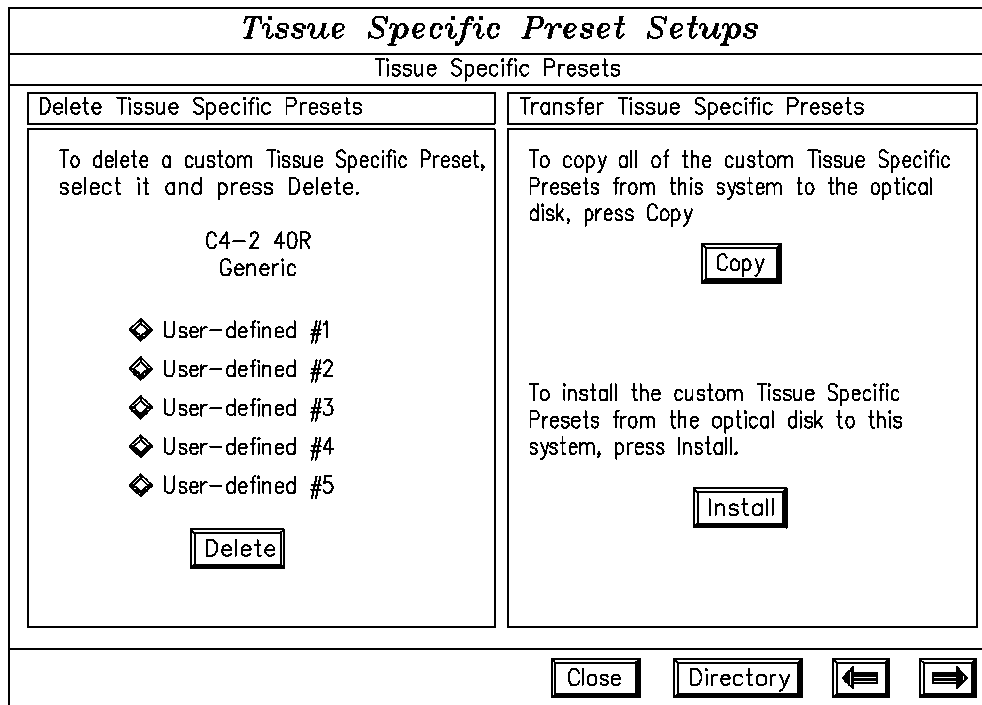 Tissue Specific Preset Setups
Tissue Specific Presets
Delete Tissue Specific Presets
To delete a custom Tissue Specific Preset,
select it and press Delete.
C4-2 40R
Generic
User-defined #1
User-defined #2
User-defined #3
User-defined #4
User-defined #5
Delete
Transfer Tissue Specific Presets
To copy all of the custom Tissue Specific
Presets from this system to the optical
disk, press Copy
Copy
To install the custom Tissue Specific
Presets from the optical disk to this
system, press Install.
Install
Close
Directory